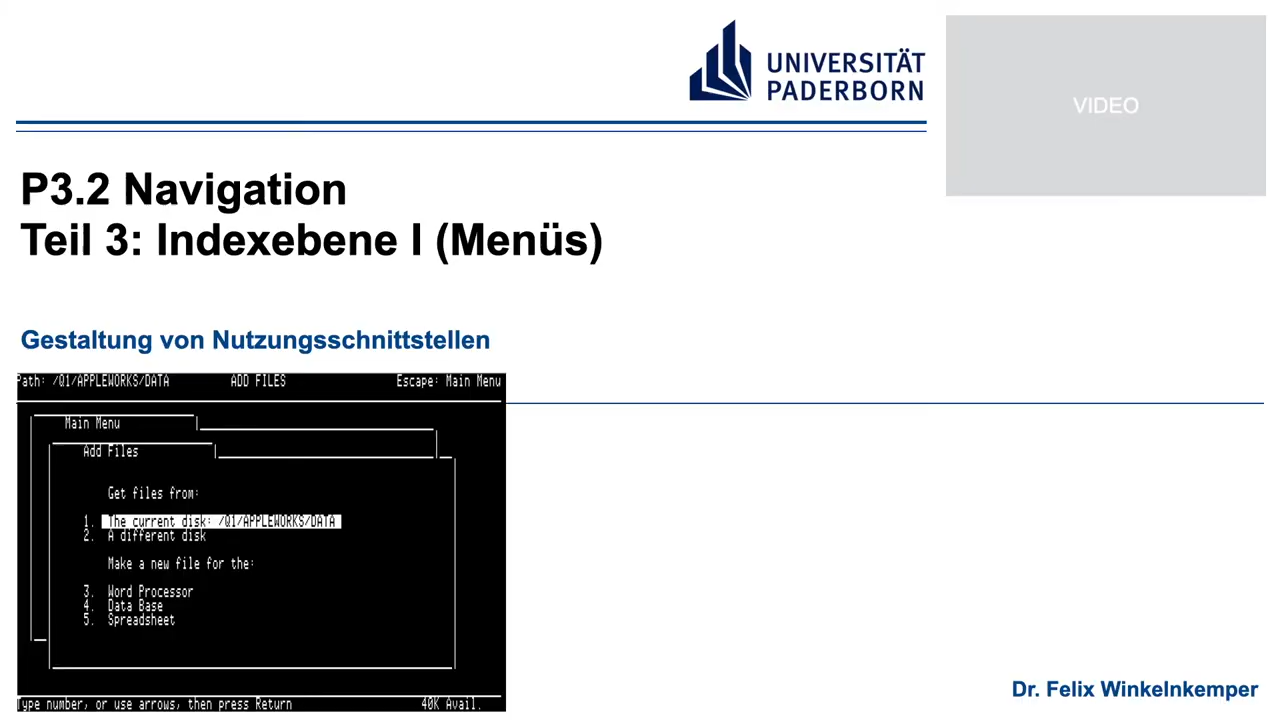 UNIVERSITÄT
PADERBORN
VIDEO
P3.2 Navigation
Teil 3: Indexebene I (Menüs)
Gestaltung von Nutzungsschnittstellen
Path: /Q1/APPLEWORKS/DATA ADD FILES Escape: Main Menu
Main Menu
Add Files
Get files from:
1. The current disk: /Q1/APPLEWORKS/DATA
2. A different disk
Make a new file for the:
3. Word Processor
4. Data Base
5. Spreadsheet
Type number, or use arrows, then press Return 40K Avail.
Dr. Felix Winkelnkemper